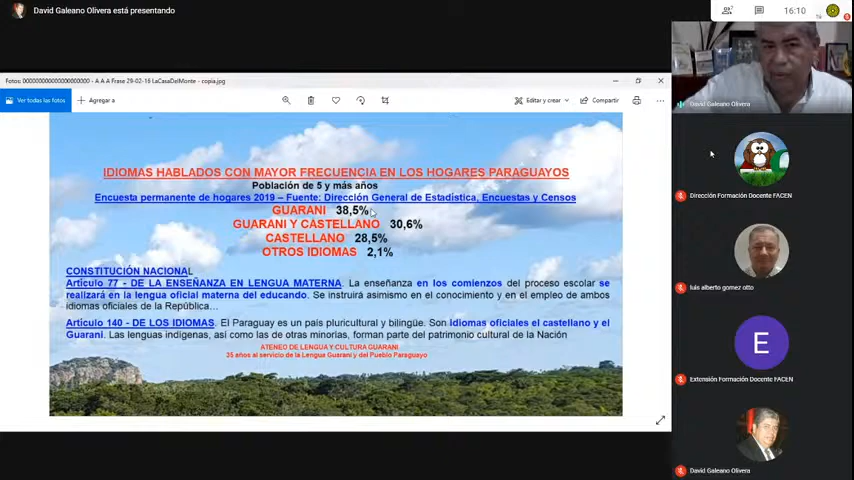 David Galeano Olivera está presentando
16:10
Fotos: 000000000000000000000 - A A A Frase 29-02-16 LaCasaDelMonte - copia.jpg
Ver todas las fotos
Agregar a
Editar y crear
Compartir
IDIOMAS HABLADOS CON MAYOR FRECUENCIA EN LOS HOGARES PARAGUAYOS
Población de 5 y más años
Encuesta permanente de hogares 2019 – Fuente: Dirección General de Estadística, Encuestas y Censos
GUARANI 38,5%
GUARANI Y CASTELLANO 30,6%
CASTELLANO 28,5%
OTROS IDIOMAS 2,1%
CONSTITUCIÓN NACIONAL
Artículo 77 - DE LA ENSEÑANZA EN LENGUA MATERNA. La enseñanza en los comienzos del proceso escolar se
realizará en la lengua oficial materna del educando. Se instruirá asimismo en el conocimiento y en el empleo de ambos
idiomas oficiales de la República…
Artículo 140 - DE LOS IDIOMAS. El Paraguay es un país pluricultural y bilingüe. Son idiomas oficiales el castellano y el
Guarani. Las lenguas indígenas, así como las de otras minorías, forman parte del patrimonio cultural de la Nación
ATENEO DE LENGUA Y CULTURA GUARANI
35 años al servicio de la Lengua Guarani y del Pueblo Paraguayo
David Galeano Olivera
Dirección Formación Docente FACEN
luis alberto gomez otto
E
Extensión Formación Docente FACEN
David Galeano Olivera